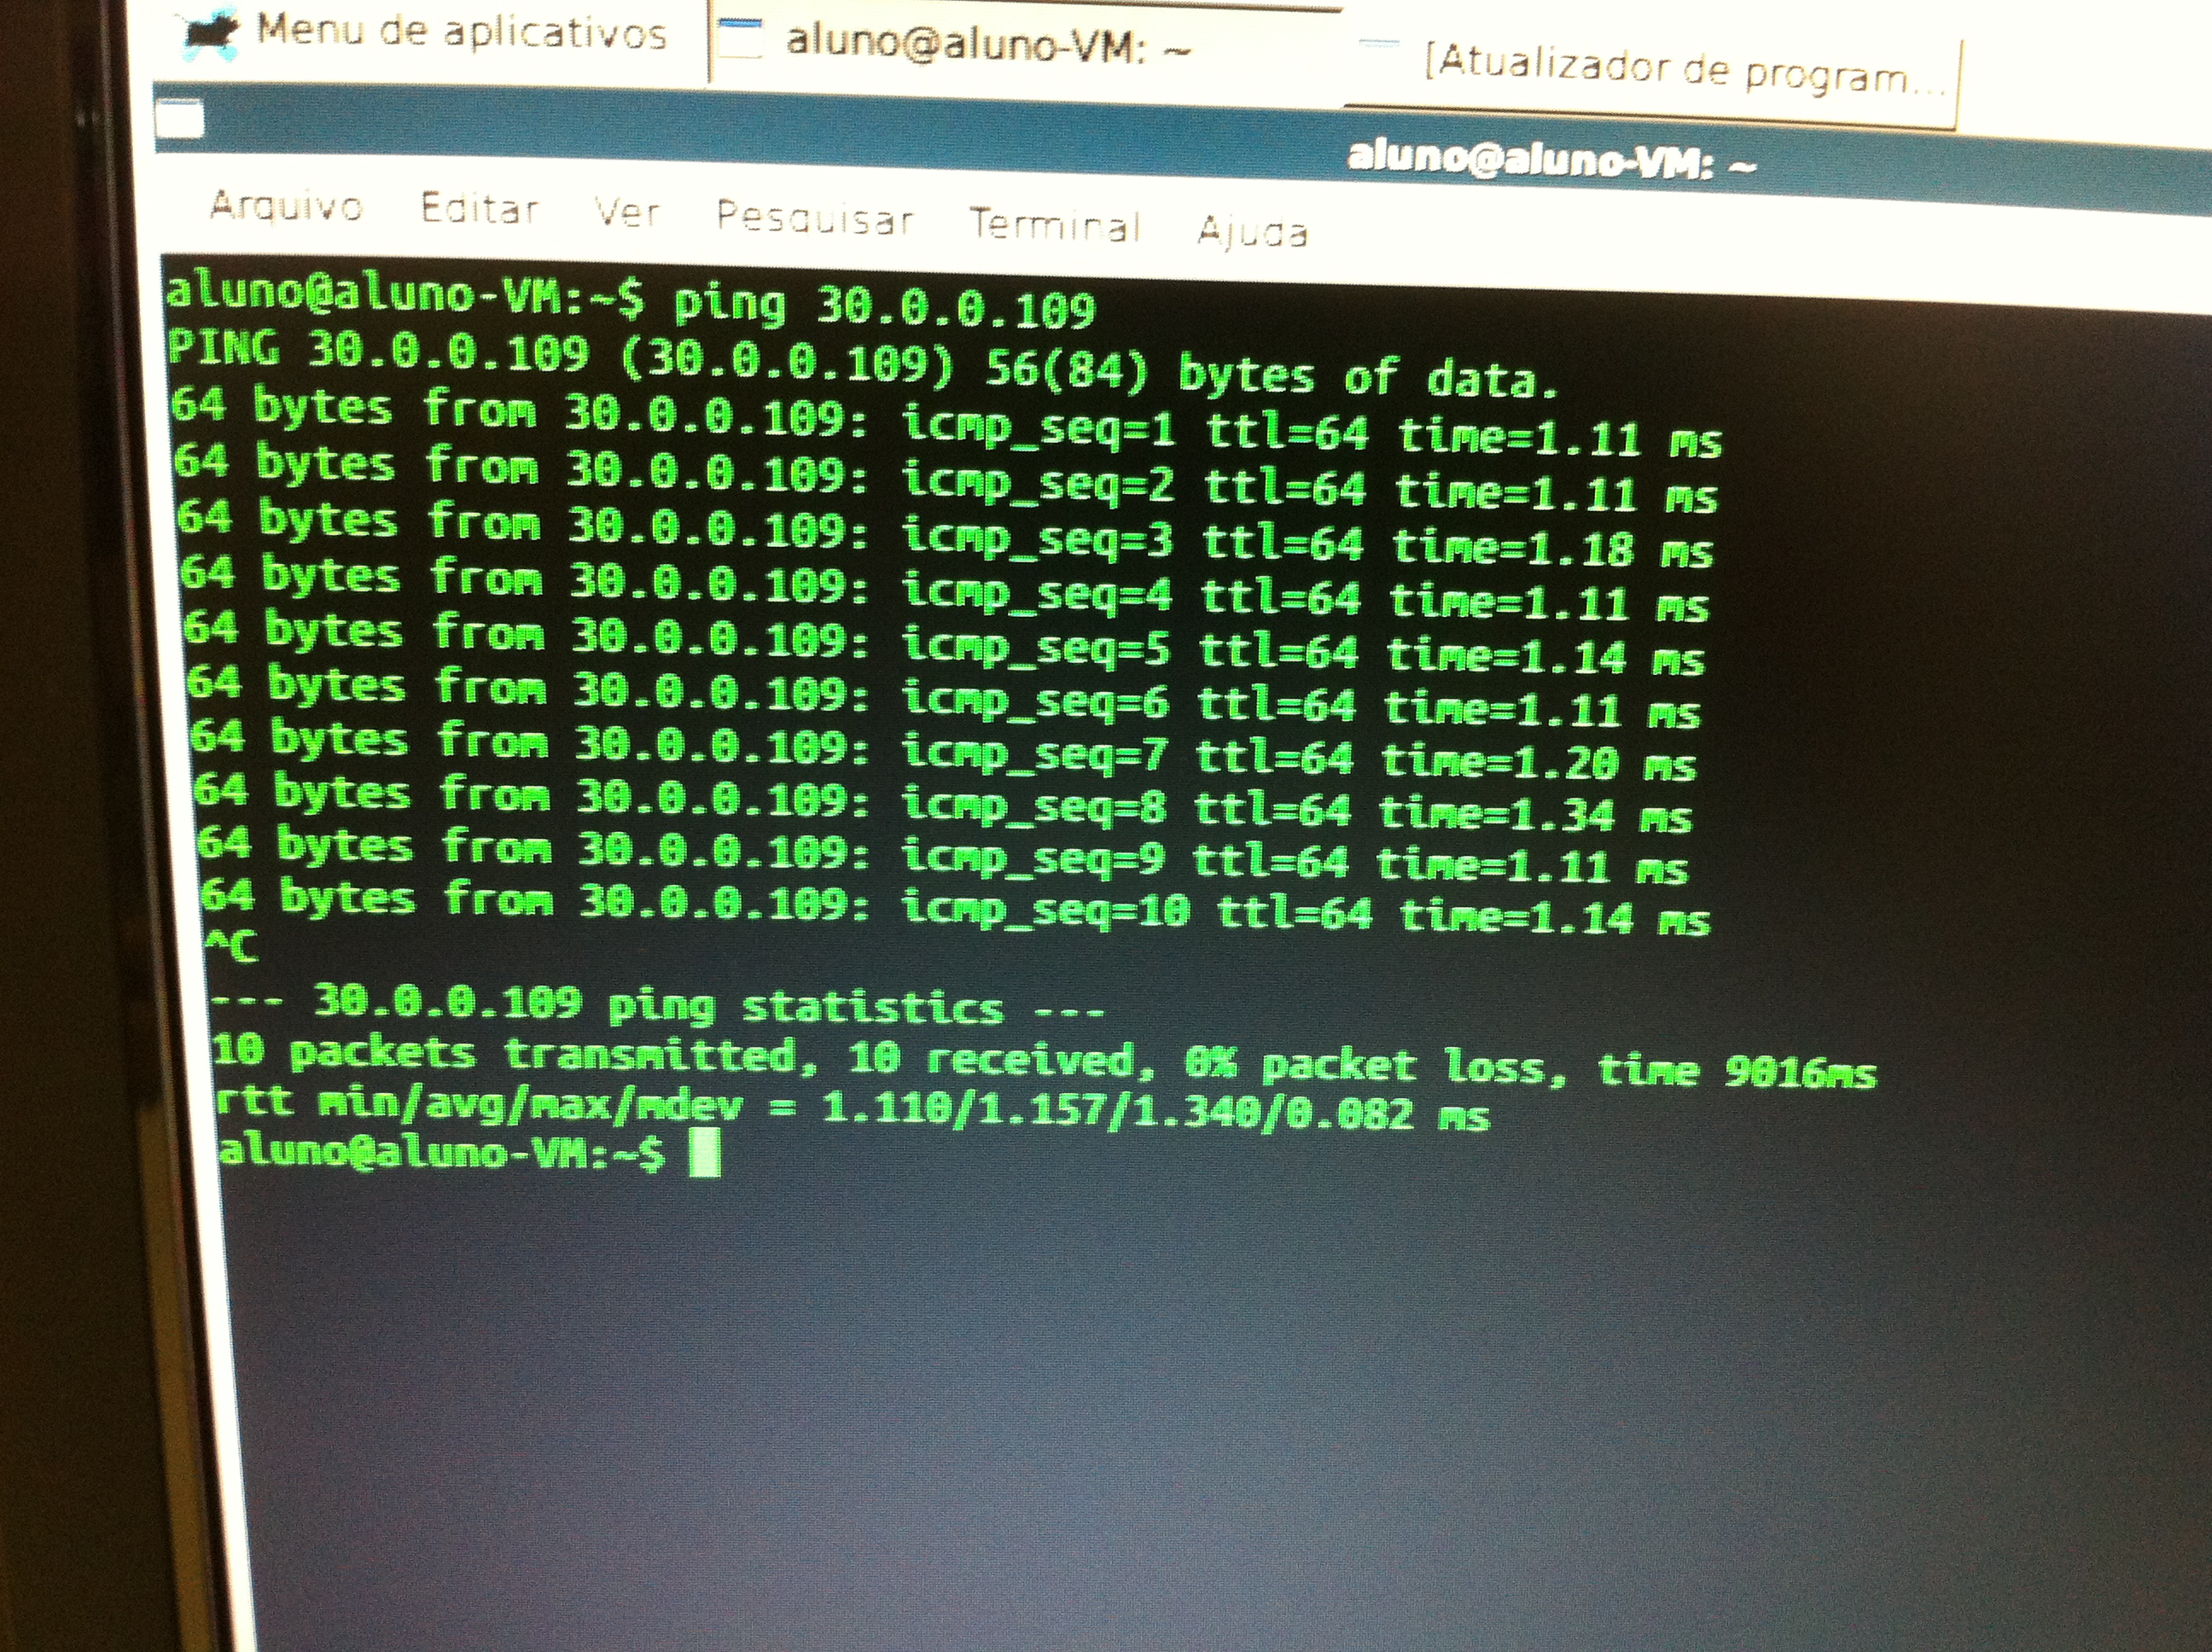 Menu de aplicativos aluno@aluno-VM: ~ [Atualizador de program...
aluno@aluno-VM: ~
Arquivo Editar Ver Pesquisar Terminal Ajuda
aluno@aluno-VM:~$ ping 30.0.0.109
PING 30.0.0.109 (30.0.0.109) 56(84) bytes of data.
64 bytes from 30.0.0.109: icmp_seq=1 ttl=64 time=1.11 ms
64 bytes from 30.0.0.109: icmp_seq=2 ttl=64 time=1.11 ms
64 bytes from 30.0.0.109: icmp_seq=3 ttl=64 time=1.18 ms
64 bytes from 30.0.0.109: icmp_seq=4 ttl=64 time=1.11 ms
64 bytes from 30.0.0.109: icmp_seq=5 ttl=64 time=1.14 ms
64 bytes from 30.0.0.109: icmp_seq=6 ttl=64 time=1.11 ms
64 bytes from 30.0.0.109: icmp_seq=7 ttl=64 time=1.20 ms
64 bytes from 30.0.0.109: icmp_seq=8 ttl=64 time=1.34 ms
64 bytes from 30.0.0.109: icmp_seq=9 ttl=64 time=1.11 ms
64 bytes from 30.0.0.109: icmp_seq=10 ttl=64 time=1.14 ms
^C
--- 30.0.0.109 ping statistics ---
10 packets transmitted, 10 received, 0% packet loss, time 9016ms
rtt min/avg/max/mdev = 1.110/1.157/1.340/0.082 ms
aluno@aluno-VM:~$